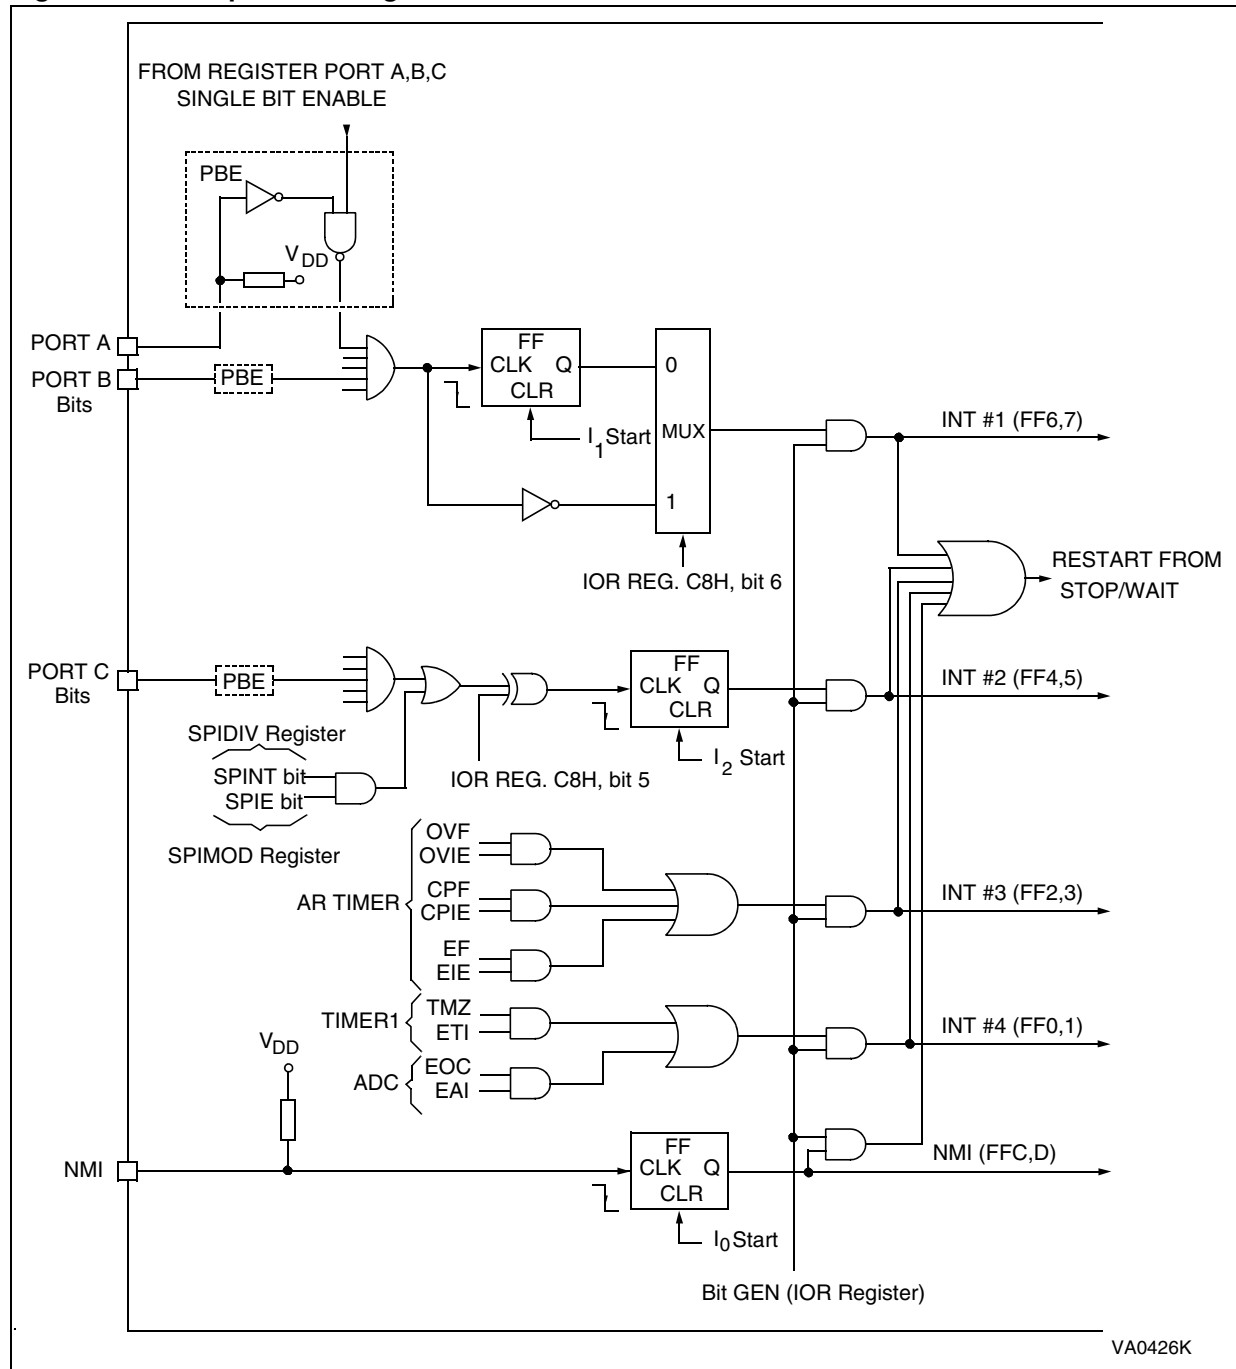 FROM REGISTER PORT A,B,C
SINGLE BIT ENABLE
PBE
VDD
PORT A
PORT B
Bits
PBE
FF
CLK Q
CLR
I1 Start
0
MUX
1
IOR REG. C8H, bit 6
INT #1 (FF6,7)
RESTART FROM
STOP/WAIT
PORT C
Bits
PBE
SPIDIV Register
SPINT bit
SPIE bit
SPIMOD Register
IOR REG. C8H, bit 5
FF
CLK Q
CLR
I2 Start
INT #2 (FF4,5)
AR TIMER
OVF
OVIE
CPF
CPIE
EF
EIE
INT #3 (FF2,3)
TIMER1
TMZ
ETI
ADC
EOC
EAI
INT #4 (FF0,1)
VDD
NMI
FF
CLK Q
CLR
I0 Start
NMI (FFC,D)
Bit GEN (IOR Register)
VA0426K